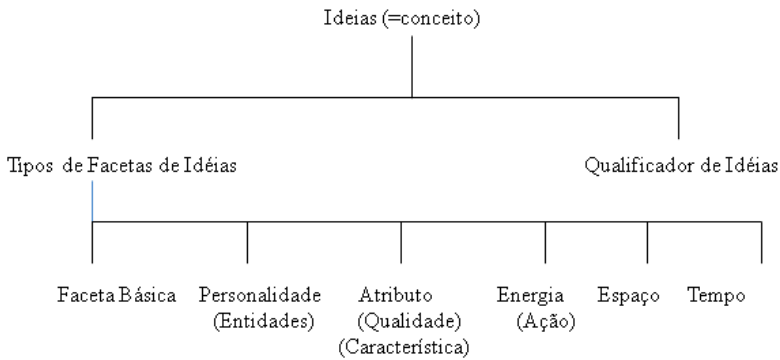 Ideias (=conceito)
Tipos de Facetas de Idéias
Qualificador de Idéias
Faceta Básica
Personalidade
(Entidades)
Atributo
(Qualidade)
(Característica)
Energia
(Ação)
Espaço
Tempo